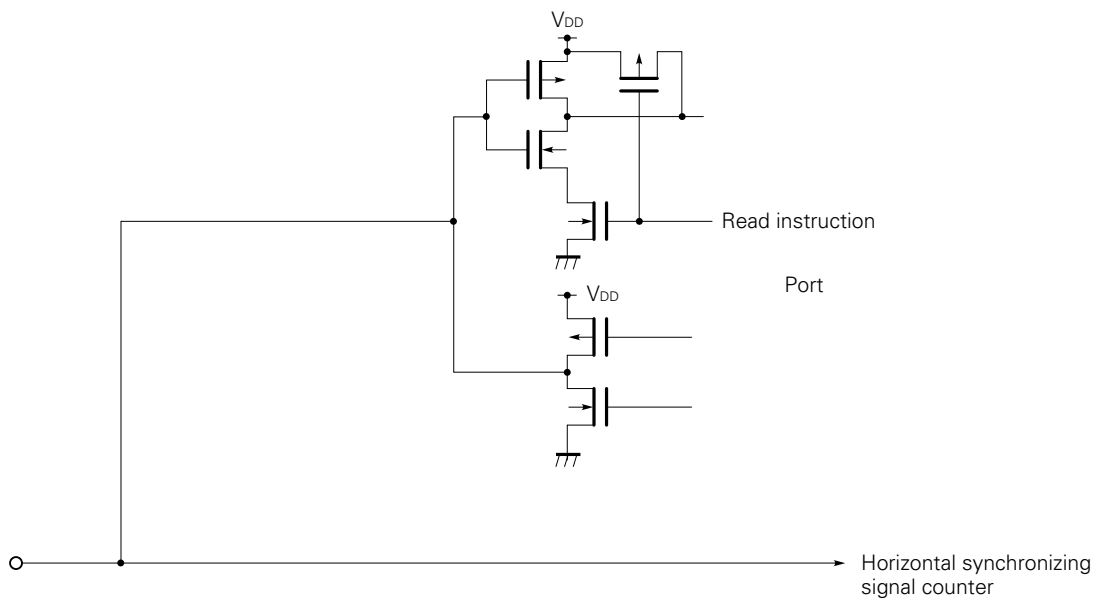 VDD
Read instruction
Port
VDD
Horizontal synchronizing
signal counter